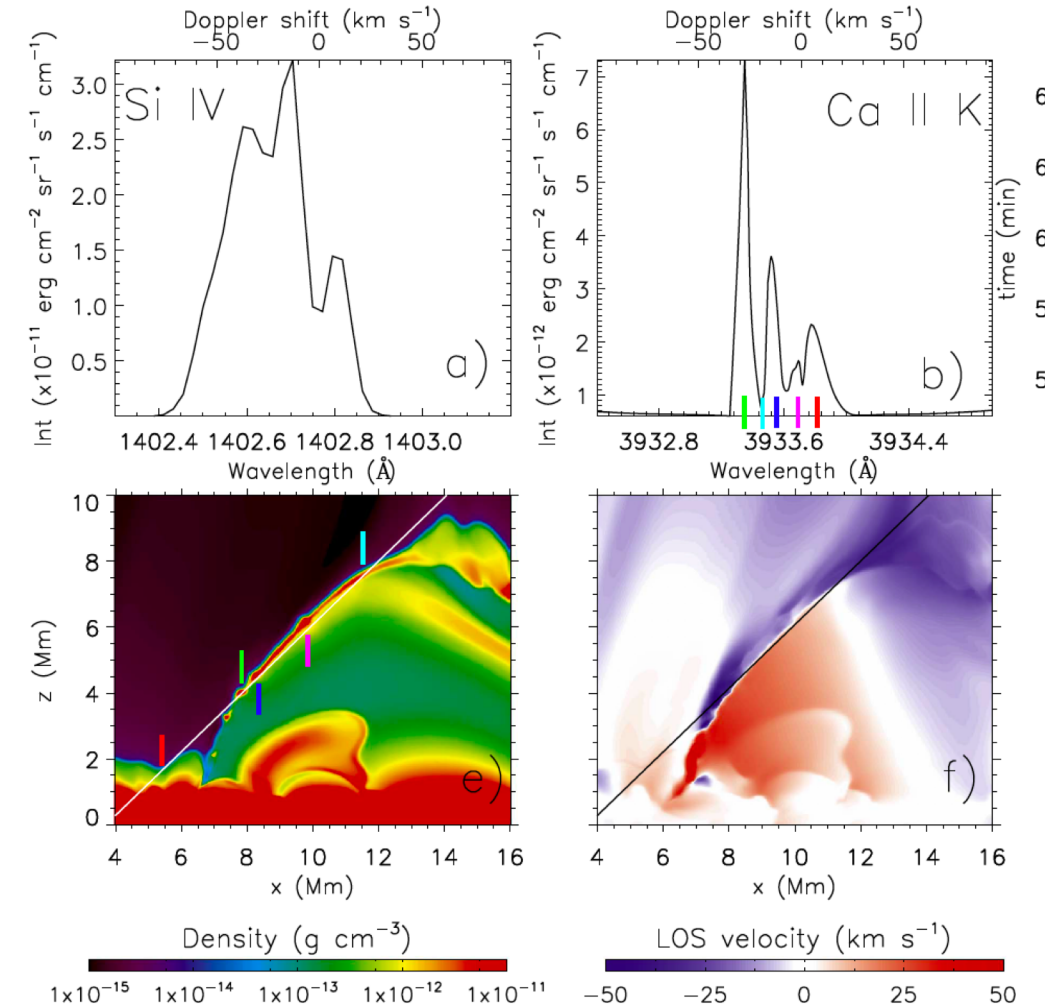 Doppler shift (km s⁻¹)
−50 0 50
Si IV
3.0
2.5
2.0
1.5
1.0
0.5
Int (x10⁻¹¹ erg cm⁻² sr⁻¹ s⁻¹ cm⁻¹)
a)
1402.4 1402.6 1402.8 1403.0
Wavelength (Å)
Doppler shift (km s⁻¹)
−50 0 50
Ca II K
7
6
5
4
3
2
1
Int (x10⁻¹² erg cm⁻² sr⁻¹ s⁻¹ cm⁻¹)
b)
3932.8 3933.6 3934.4
Wavelength (Å)
time (min)
6
6
6
5
5
10
8
6
4
2
0
z (Mm)
e)
4 6 8 10 12 14 16
x (Mm)
f)
4 6 8 10 12 14 16
x (Mm)
Density (g cm⁻³)
1x10⁻¹⁵ 1x10⁻¹⁴ 1x10⁻¹³ 1x10⁻¹² 1x10⁻¹¹
LOS velocity (km s⁻¹)
−50 −25 0 25 50